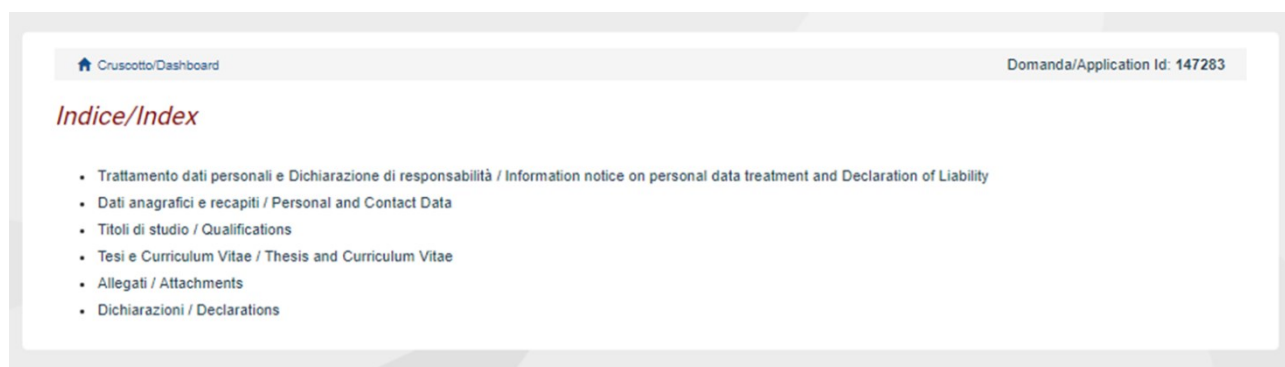 Cruscotto/Dashboard
Domanda/Application Id: 147283
Indice/Index
Trattamento dati personali e Dichiarazione di responsabilità / Information notice on personal data treatment and Declaration of Liability
Dati anagrafici e recapiti / Personal and Contact Data
Titoli di studio / Qualifications
Tesi e Curriculum Vitae / Thesis and Curriculum Vitae
Allegati / Attachments
Dichiarazioni / Declarations